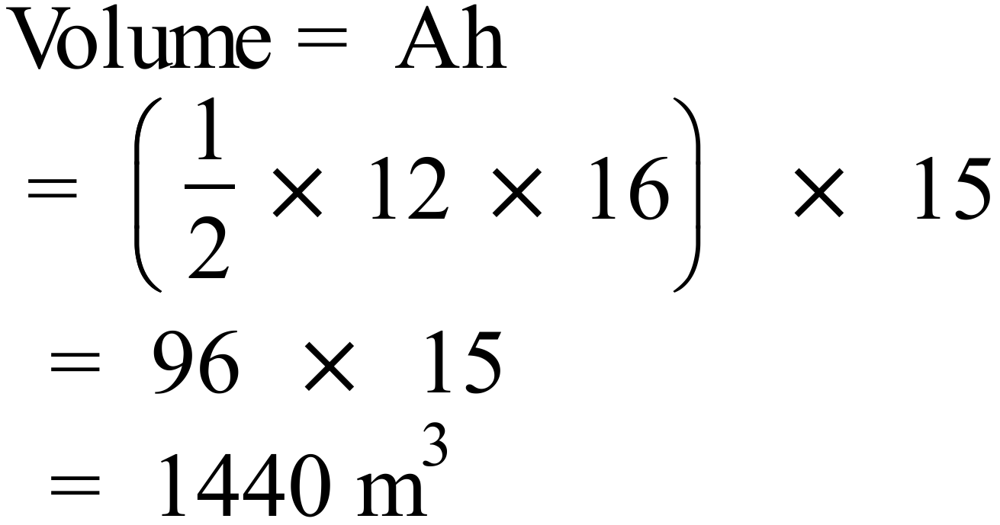 Volume = Ah
= (1/2 × 12 × 16) × 15
= 96 × 15
= 1440 m³